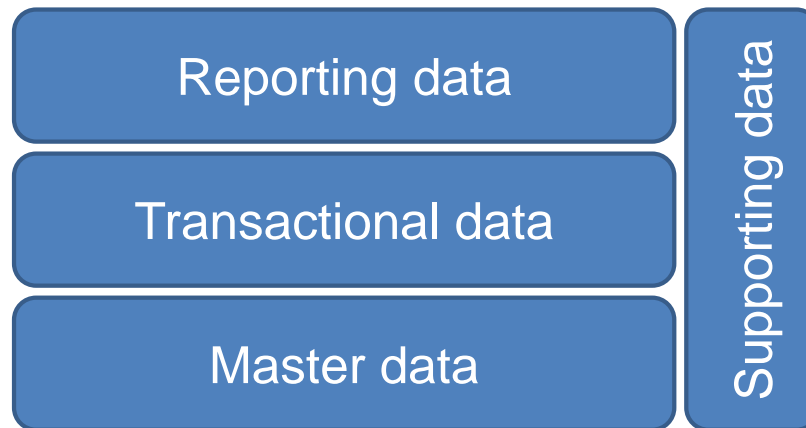 Reporting data
Transactional data
Master data
Supporting data